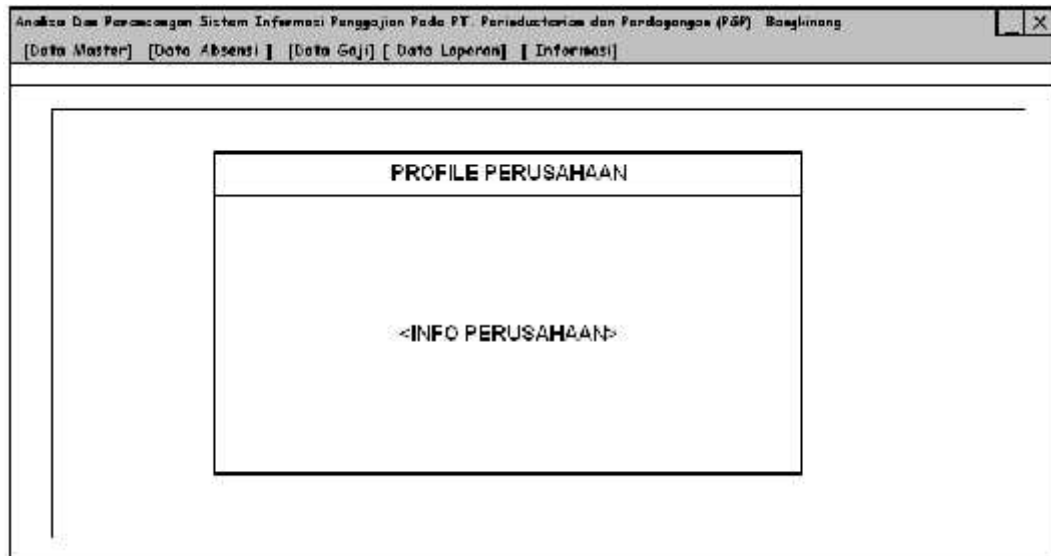 Analisa Dan Perancangan Sistem Informasi Penggajian Pada PT. Perindustrian dan Perdagangan (P&P) Bangkinang
[Data Master] [Data Absensi ] [Data Gaji] [ Data Laporan] [ Informasi]
PROFILE PERUSAHAAN
<INFO PERUSAHAAN>